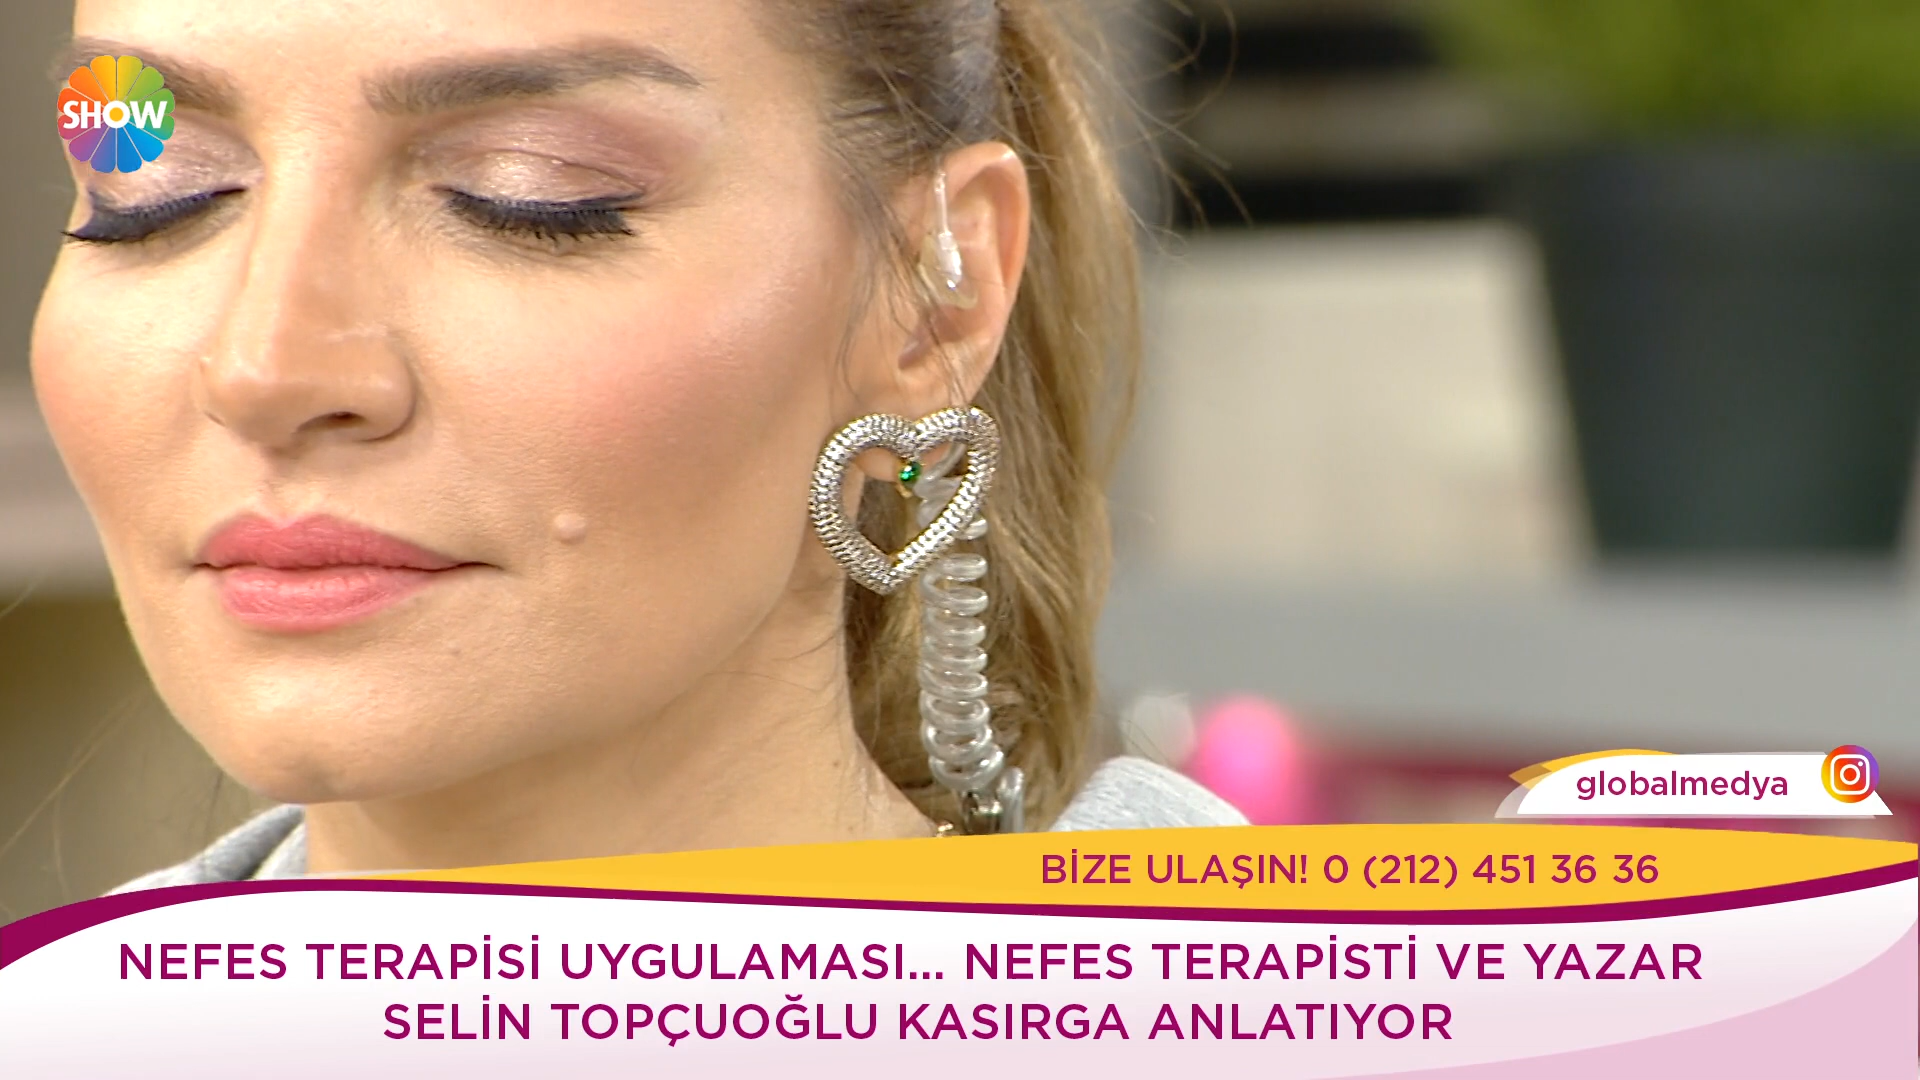 SHOW
globalmedya
BİZE ULAŞIN! 0 (212) 451 36 36
NEFES TERAPİSİ UYGULAMASI... NEFES TERAPİSTİ VE YAZAR
SELİN TOPÇUOĞLU KASIRGA ANLATIYOR